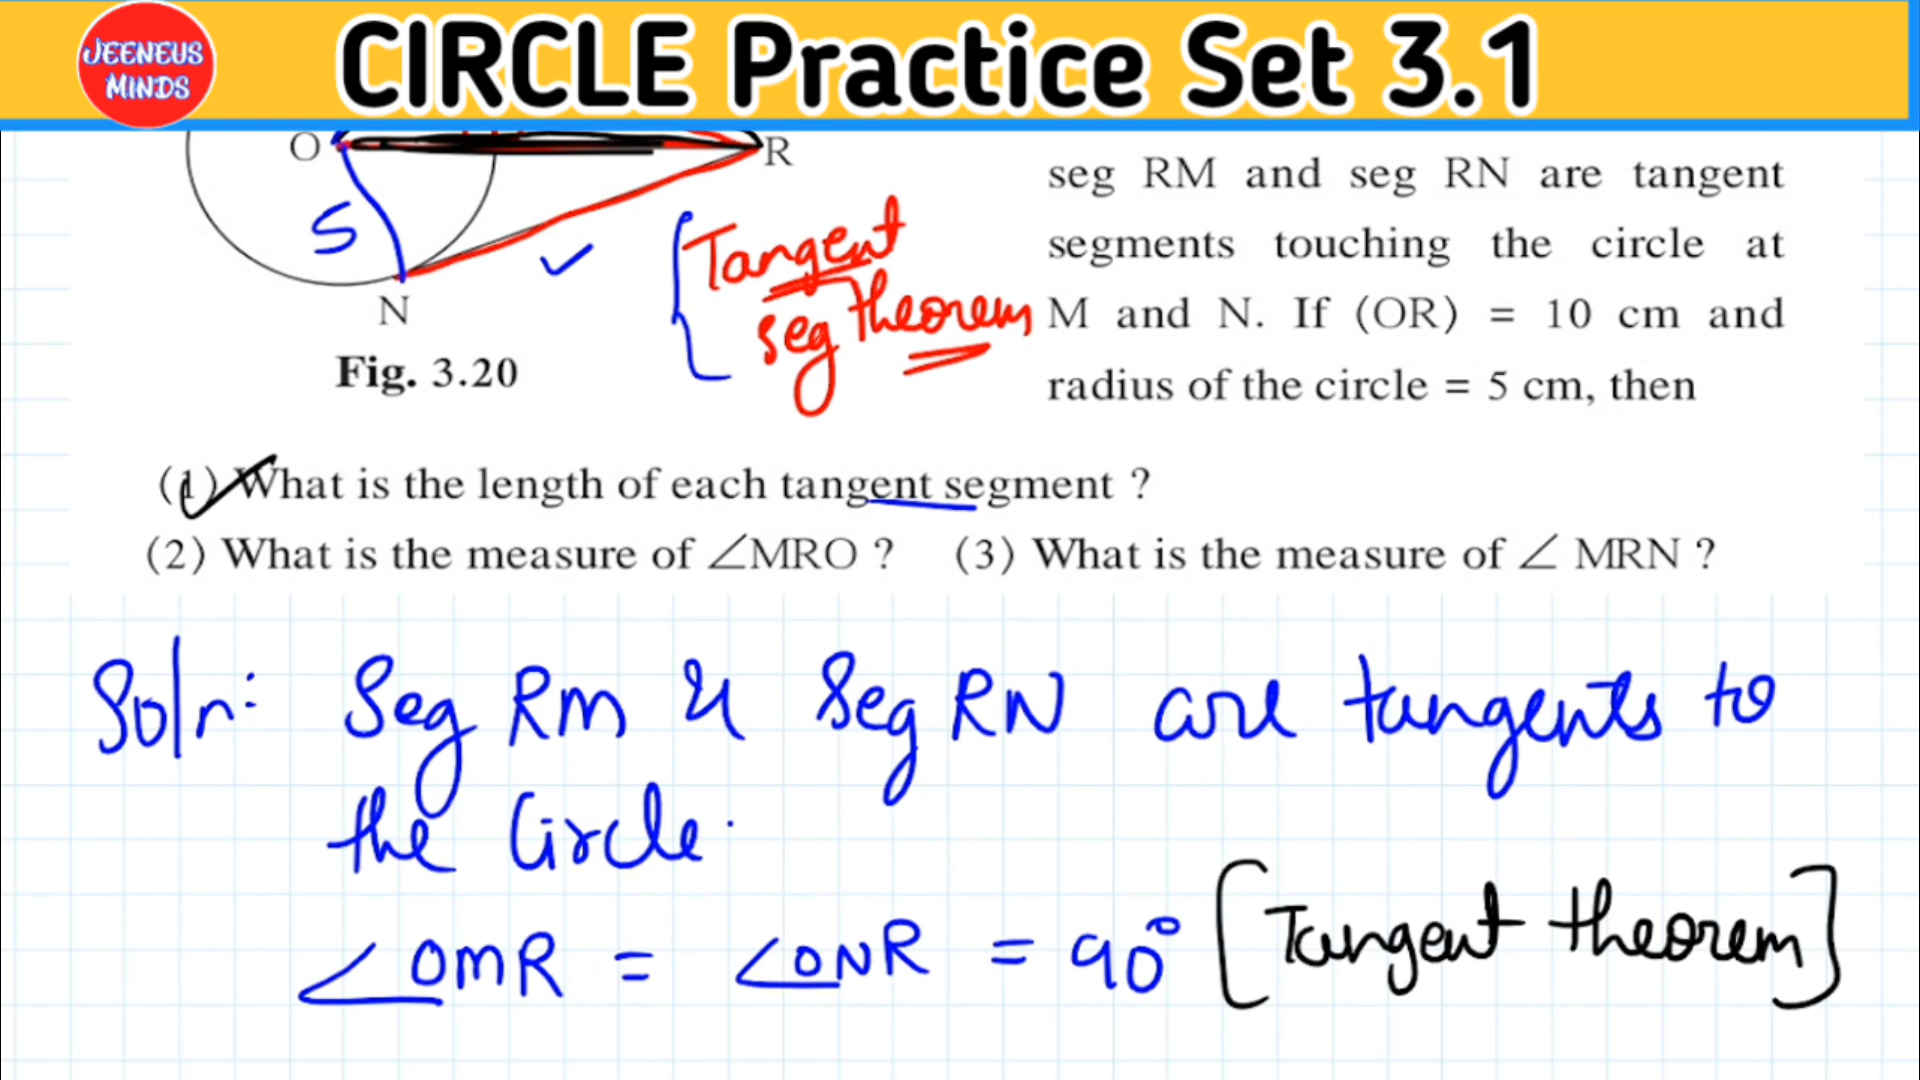 JEENEUS
MINDS
CIRCLE Practice Set 3.1
O
R
5
N
Fig. 3.20
Tangent
seg theorem
seg RM and seg RN are tangent
segments touching the circle at
M and N. If (OR) = 10 cm and
radius of the circle = 5 cm, then
(1) What is the length of each tangent segment ?
(2) What is the measure of ∠MRO ? (3) What is the measure of ∠ MRN ?
Soln: Seg RM & Seg RN are tangents to
the Circle.
∠OMR = ∠ONR = 90° [Tangent theorem]